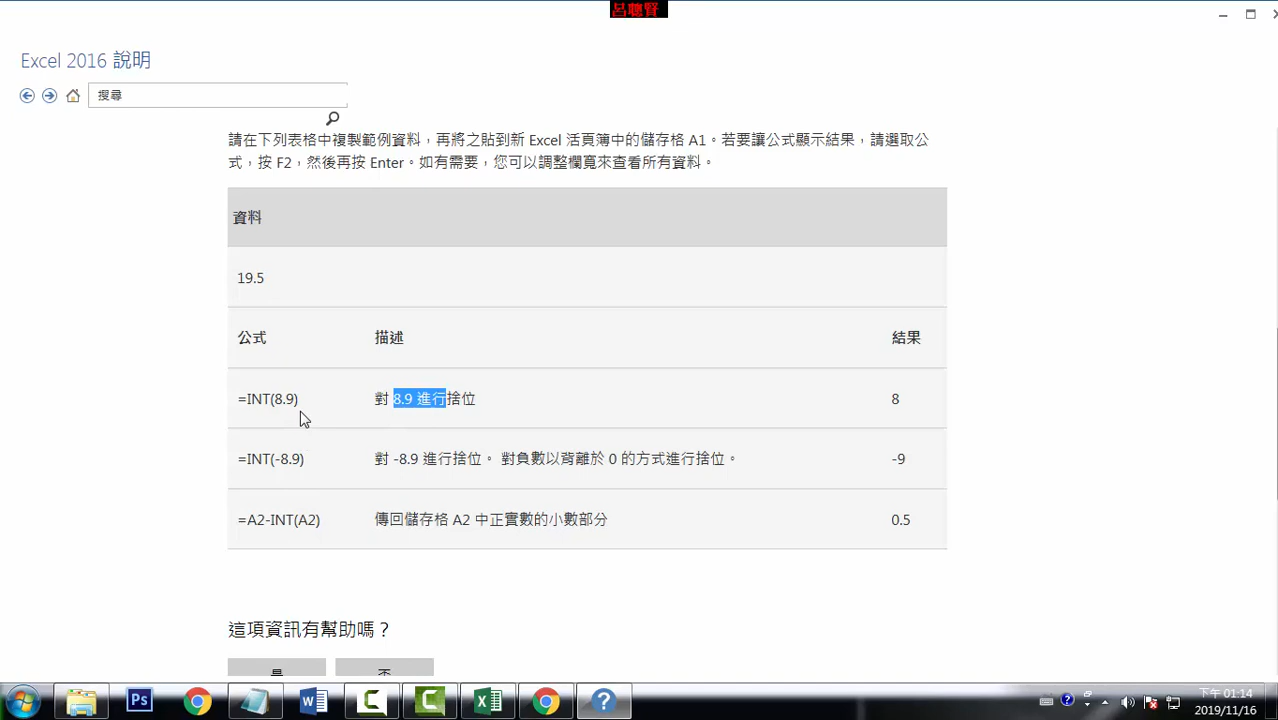 呂聰賢
Excel 2016 說明
搜尋
請在下列表格中複製範例資料，再將之貼到新 Excel 活頁簿中的儲存格 A1。若要讓公式顯示結果，請選取公
式，按 F2，然後再按 Enter。如有需要，您可以調整欄寬來查看所有資料。
資料
19.5
公式 描述 結果
=INT(8.9) 對 8.9 進行捨位 8
=INT(-8.9) 對 -8.9 進行捨位。 對負數以背離於 0 的方式進行捨位。 -9
=A2-INT(A2) 傳回儲存格 A2 中正實數的小數部分 0.5
這項資訊有幫助嗎？
是 否
Ps
下午 01:14
2019/11/16